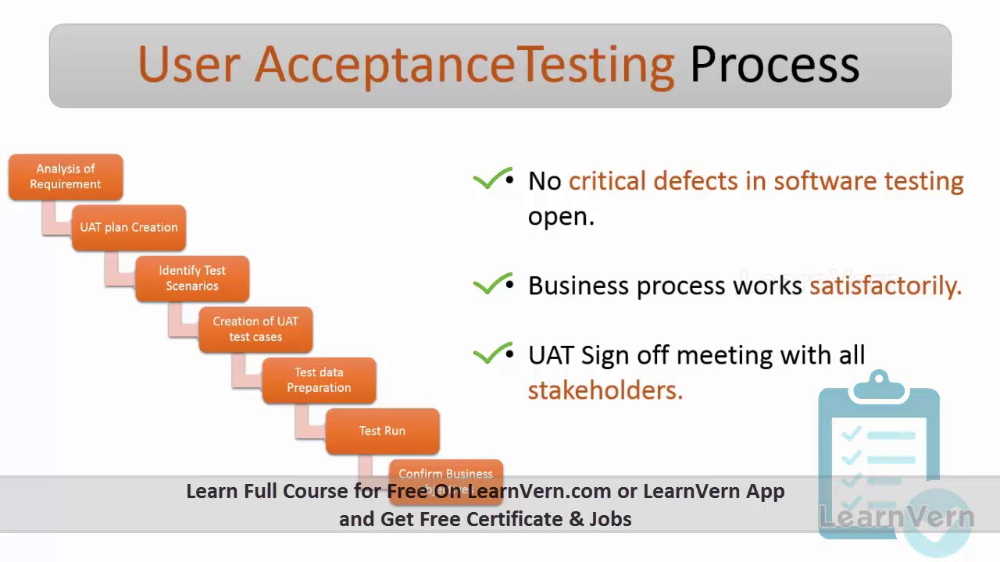 User AcceptanceTesting Process
Analysis of
Requirement
UAT plan Creation
Identify Test
Scenarios
Creation of UAT
test cases
Test data
Preparation
Test Run
Confirm Business
• No critical defects in software testing
open.
• Business process works satisfactorily.
• UAT Sign off meeting with all
stakeholders.
LearnVern
Learn Full Course for Free On LearnVern.com or LearnVern App
and Get Free Certificate & Jobs
LearnVern